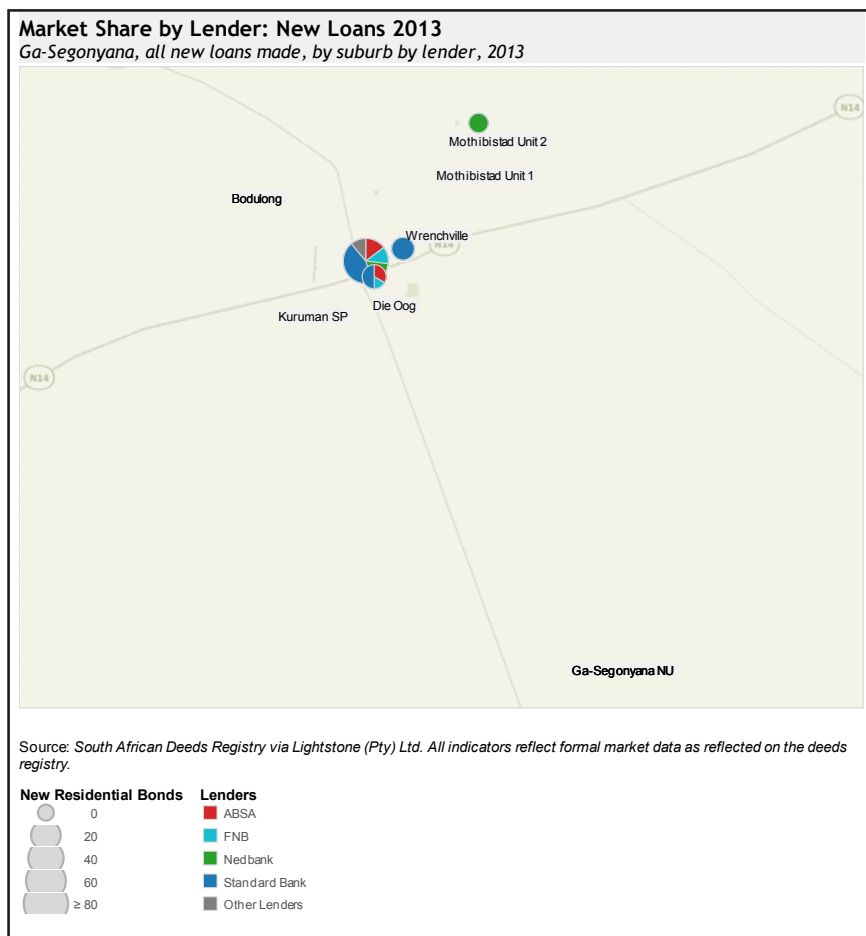 Market Share by Lender: New Loans 2013
Ga-Segonyana, all new loans made, by suburb by lender, 2013
N14
Mothibistad Unit 2
Mothibistad Unit 1
Bodulong
Wrenchville
N14
Die Oog
Kuruman SP
N14
Ga-Segonyana NU
Source: South African Deeds Registry via Lightstone (Pty) Ltd. All indicators reflect formal market data as reflected on the deeds
registry.
New Residential Bonds
0
20
40
60
≥ 80
Lenders
ABSA
FNB
Nedbank
Standard Bank
Other Lenders